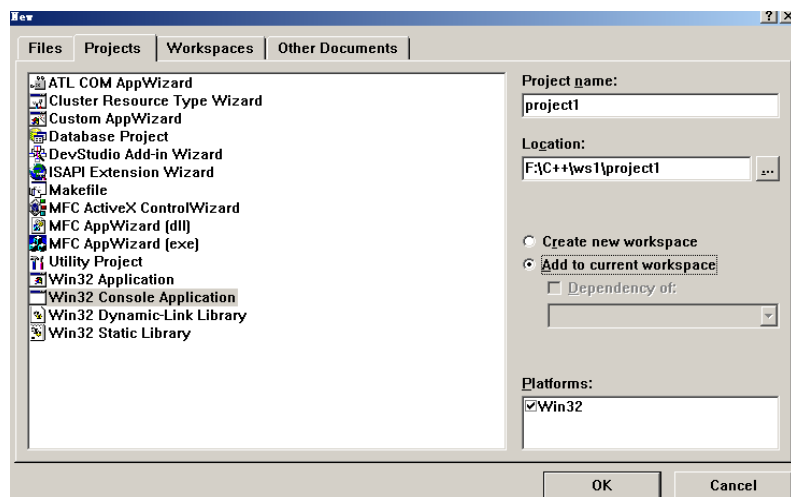 New
Files Projects Workspaces Other Documents
ATL COM AppWizard
Cluster Resource Type Wizard
Custom AppWizard
Database Project
DevStudio Add-in Wizard
ISAPI Extension Wizard
Makefile
MFC ActiveX ControlWizard
MFC AppWizard (dll)
MFC AppWizard (exe)
Utility Project
Win32 Application
Win32 Console Application
Win32 Dynamic-Link Library
Win32 Static Library
Project name:
project1
Location:
F:\C++\ws1\project1
...
Create new workspace
Add to current workspace
Dependency of:
Platforms:
Win32
OK Cancel